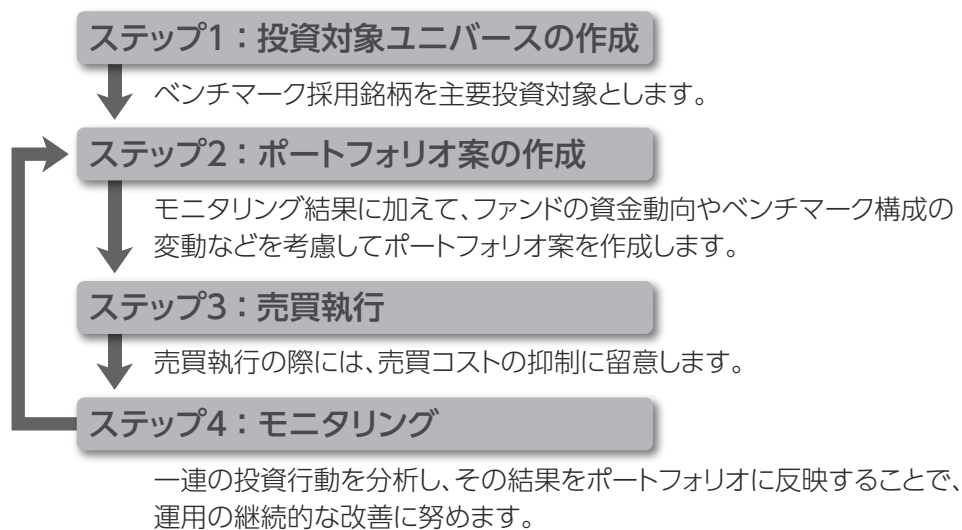 ステップ1：投資対象ユニバースの作成
ベンチマーク採用銘柄を主要投資対象とします。
ステップ2：ポートフォリオ案の作成
モニタリング結果に加えて、ファンドの資金動向やベンチマーク構成の
変動などを考慮してポートフォリオ案を作成します。
ステップ3：売買執行
売買執行の際には、売買コストの抑制に留意します。
ステップ4：モニタリング
一連の投資行動を分析し、その結果をポートフォリオに反映することで、
運用の継続的な改善に努めます。